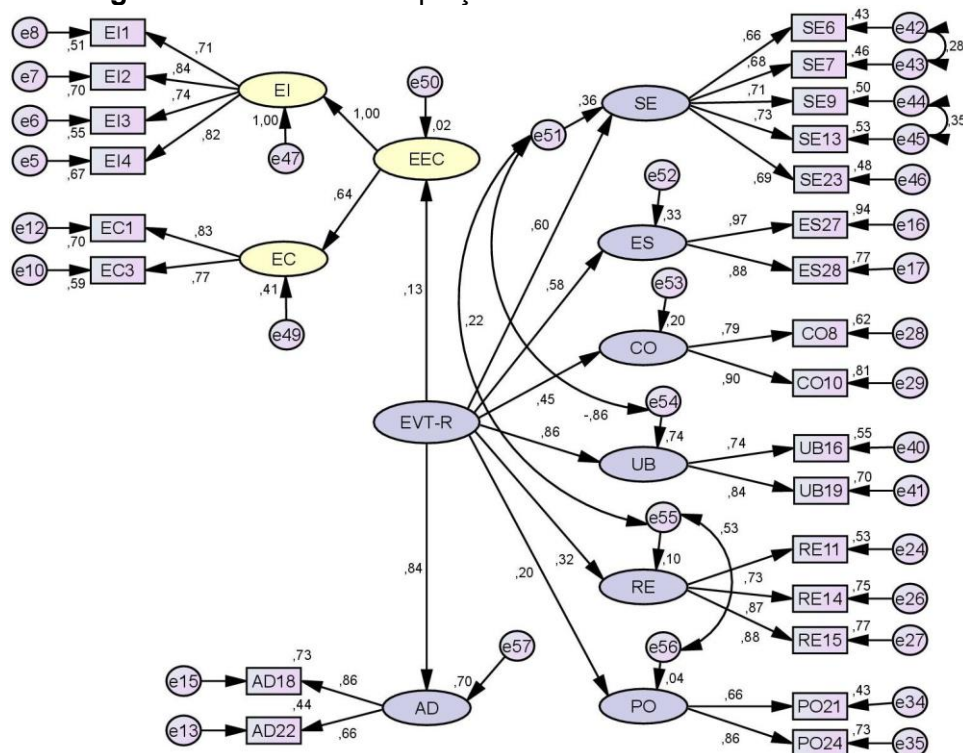 e8
EI1
,51
,71
e7
EI2
,70
,84
e6
EI3
,55
,74
e5
EI4
,67
,82
EI
1,00
e47
1,00
e50
,02
EEC
,64
e12
EC1
,70
,83
e10
EC3
,59
,77
EC
,41
e49
,13
EVT-R
,84
e15
AD18
,73
,86
e13
AD22
,44
,66
AD
,70
e57
e51
,36
SE
,60
,66
SE6
,43
e42
,28
,68
SE7
,46
e43
,71
SE9
,50
e44
,35
,73
SE13
,53
e45
,69
SE23
,48
e46
e52
,33
ES
,58
,97
ES27
,94
e16
,88
ES28
,77
e17
e53
,20
CO
,45
,79
CO8
,62
e28
,90
CO10
,81
e29
-,86
e54
,74
UB
,86
,74
UB16
,55
e40
,84
UB19
,70
e41
,22
e55
,10
RE
,32
,53
,73
RE11
,53
e24
,87
RE14
,75
e26
,88
RE15
,77
e27
e56
,04
PO
,20
,66
PO21
,43
e34
,86
PO24
,73
e35